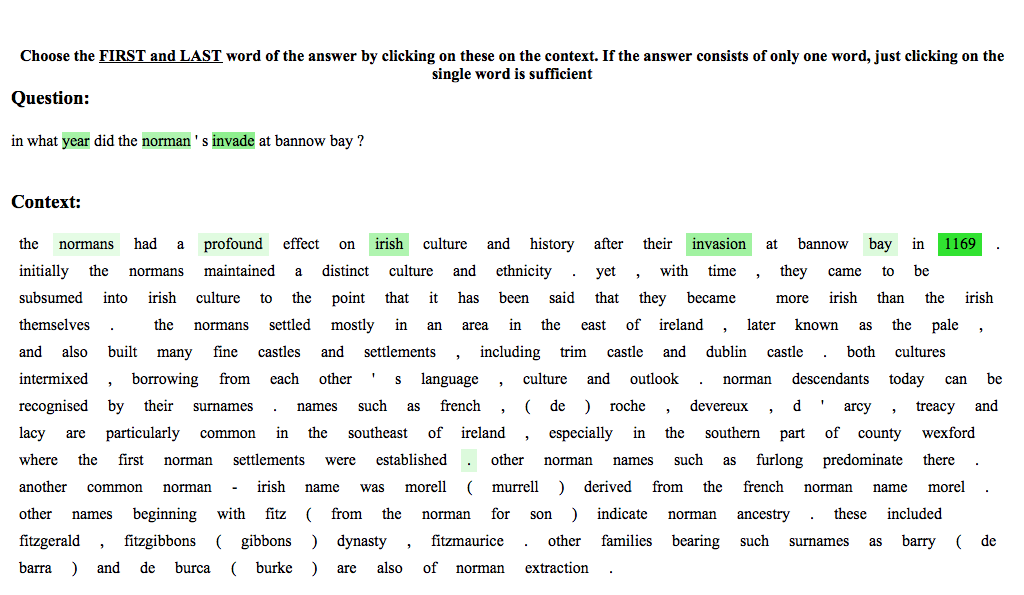 Choose the FIRST and LAST word of the answer by clicking on these on the context. If the answer consists of only one word, just clicking on the
single word is sufficient
Question:
in what year did the norman ' s invade at bannow bay ?
Context:
the normans had a profound effect on irish culture and history after their invasion at bannow bay in 1169 .
initially the normans maintained a distinct culture and ethnicity . yet , with time , they came to be
subsumed into irish culture to the point that it has been said that they became more irish than the irish
themselves . the normans settled mostly in an area in the east of ireland , later known as the pale ,
and also built many fine castles and settlements , including trim castle and dublin castle . both cultures
intermixed , borrowing from each other ' s language , culture and outlook . norman descendants today can be
recognised by their surnames . names such as french , ( de ) roche , devereux , d ' arcy , treacy and
lacy are particularly common in the southeast of ireland , especially in the southern part of county wexford
where the first norman settlements were established . other norman names such as furlong predominate there .
another common norman - irish name was morell ( murrell ) derived from the french norman name morel .
other names beginning with fitz ( from the norman for son ) indicate norman ancestry . these included
fitzgerald , fitzgibbons ( gibbons ) dynasty , fitzmaurice . other families bearing such surnames as barry ( de
barra ) and de burca ( burke ) are also of norman extraction .